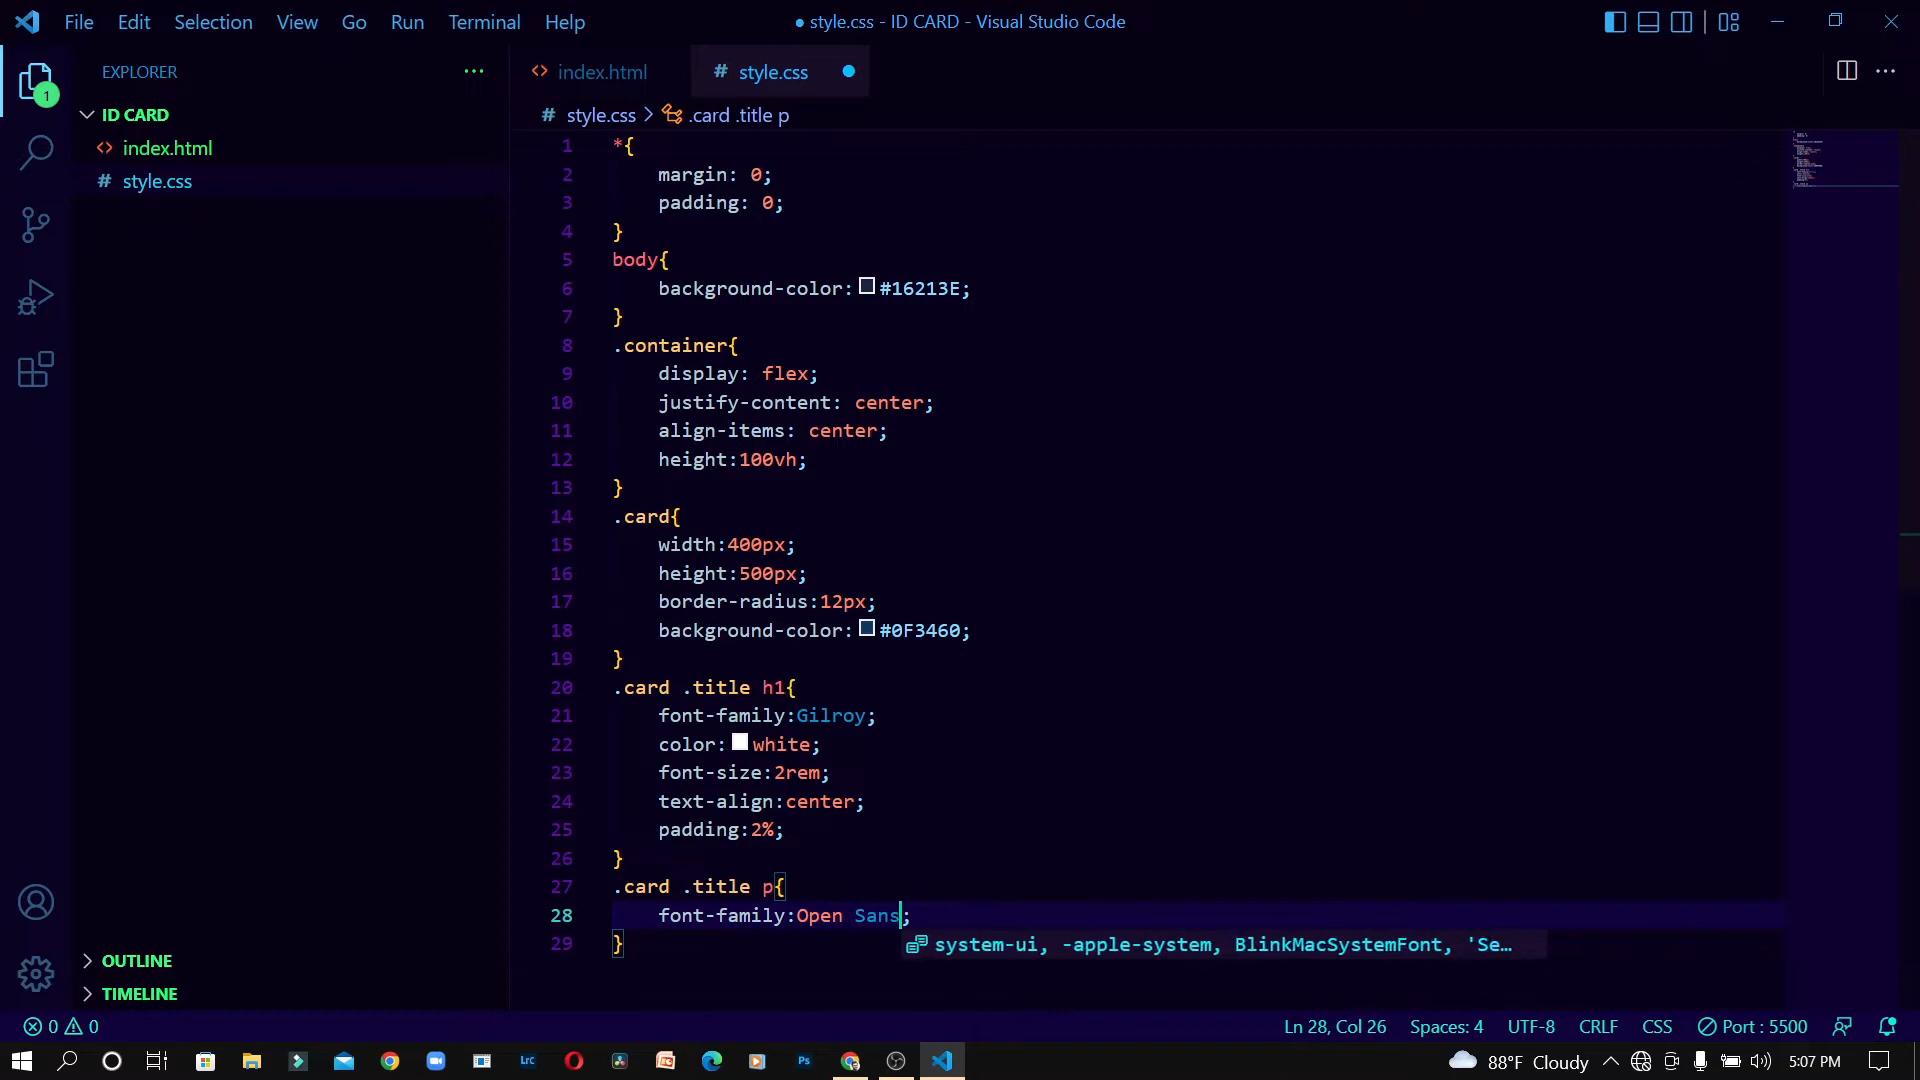 File Edit Selection View Go Run Terminal Help
● style.css - ID CARD - Visual Studio Code
EXPLORER
1
ID CARD
index.html
style.css
OUTLINE
TIMELINE
index.html
# style.css
# style.css > .card .title p
1 *{
2 margin: 0;
3 padding: 0;
4 }
5 body{
6 background-color: #16213E;
7 }
8 .container{
9 display: flex;
10 justify-content: center;
11 align-items: center;
12 height:100vh;
13 }
14 .card{
15 width:400px;
16 height:500px;
17 border-radius:12px;
18 background-color: #0F3460;
19 }
20 .card .title h1{
21 font-family:Gilroy;
22 color: white;
23 font-size:2rem;
24 text-align:center;
25 padding:2%;
26 }
27 .card .title p{
28 font-family:Open Sans;
29 }
system-ui, -apple-system, BlinkMacSystemFont, 'Se…
0 0
Ln 28, Col 26 Spaces: 4 UTF-8 CRLF CSS Port : 5500
Lrc
Ps
88°F Cloudy
5:07 PM